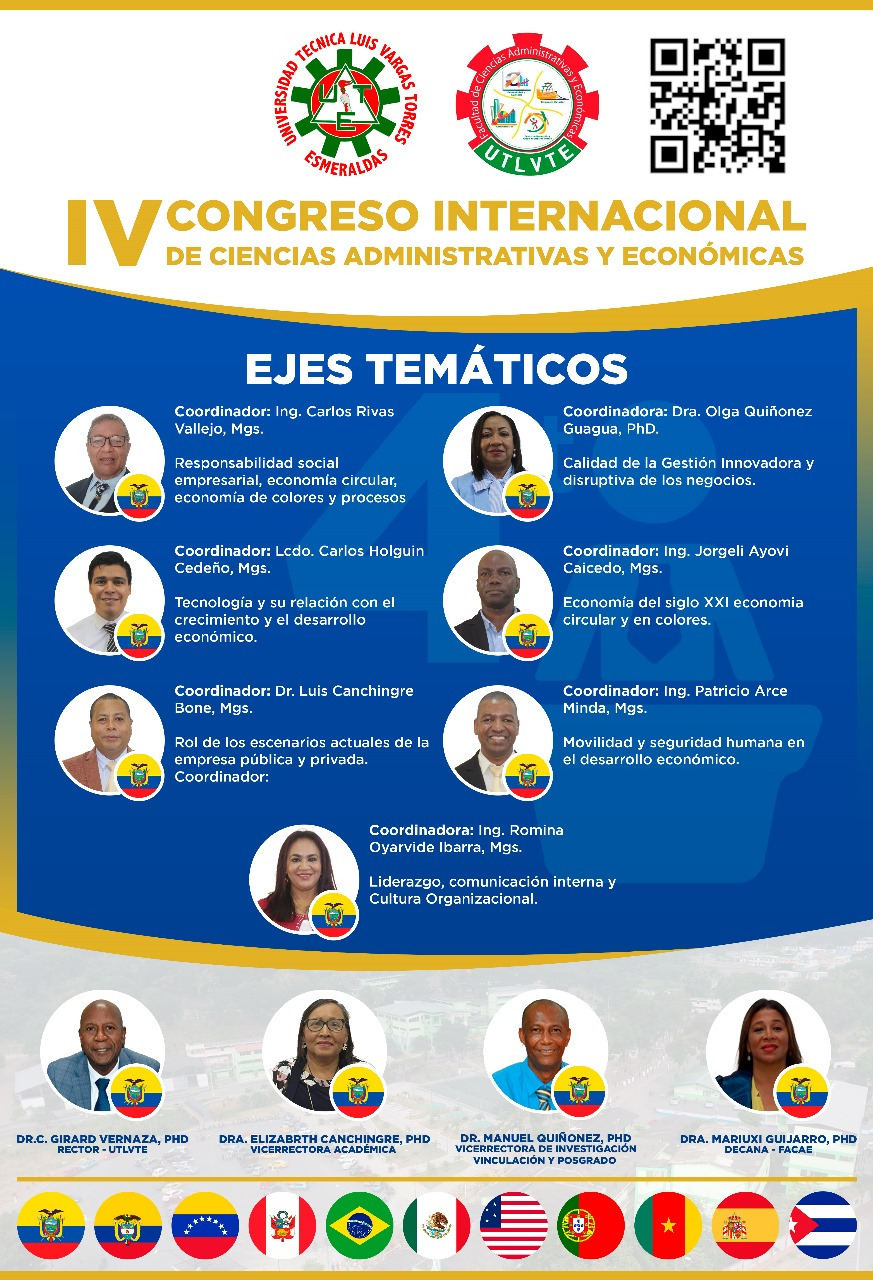 UNIVERSIDAD TECNICA LUIS VARGAS TORRES
ESMERALDAS
U T E
Facultad de Ciencias Administrativas y Económicas
UTLVTE
IV CONGRESO INTERNACIONAL
DE CIENCIAS ADMINISTRATIVAS Y ECONÓMICAS
EJES TEMÁTICOS
Coordinador: Ing. Carlos Rivas
Vallejo, Mgs.
Responsabilidad social
empresarial, economía circular,
economía de colores y procesos
Coordinadora: Dra. Olga Quiñonez
Guagua, PhD.
Calidad de la Gestión Innovadora y
disruptiva de los negocios.
Coordinador: Lcdo. Carlos Holguin
Cedeño, Mgs.
Tecnología y su relación con el
crecimiento y el desarrollo
económico.
Coordinador: Ing. Jorgeli Ayovi
Caicedo, Mgs.
Economía del siglo XXI economia
circular y en colores.
Coordinador: Dr. Luis Canchingre
Bone, Mgs.
Rol de los escenarios actuales de la
empresa pública y privada.
Coordinador:
Coordinador: Ing. Patricio Arce
Minda, Mgs.
Movilidad y seguridad humana en
el desarrollo económico.
Coordinadora: Ing. Romina
Oyarvide Ibarra, Mgs.
Liderazgo, comunicación interna y
Cultura Organizacional.
DR.C. GIRARD VERNAZA, PHD
RECTOR - UTLVTE
DRA. ELIZABRTH CANCHINGRE, PHD
VICERRECTORA ACADÉMICA
DR. MANUEL QUIÑONEZ, PHD
VICERRECTORA DE INVESTIGACIÓN
VINCULACIÓN Y POSGRADO
DRA. MARIUXI GUIJARRO, PHD
DECANA - FACAE